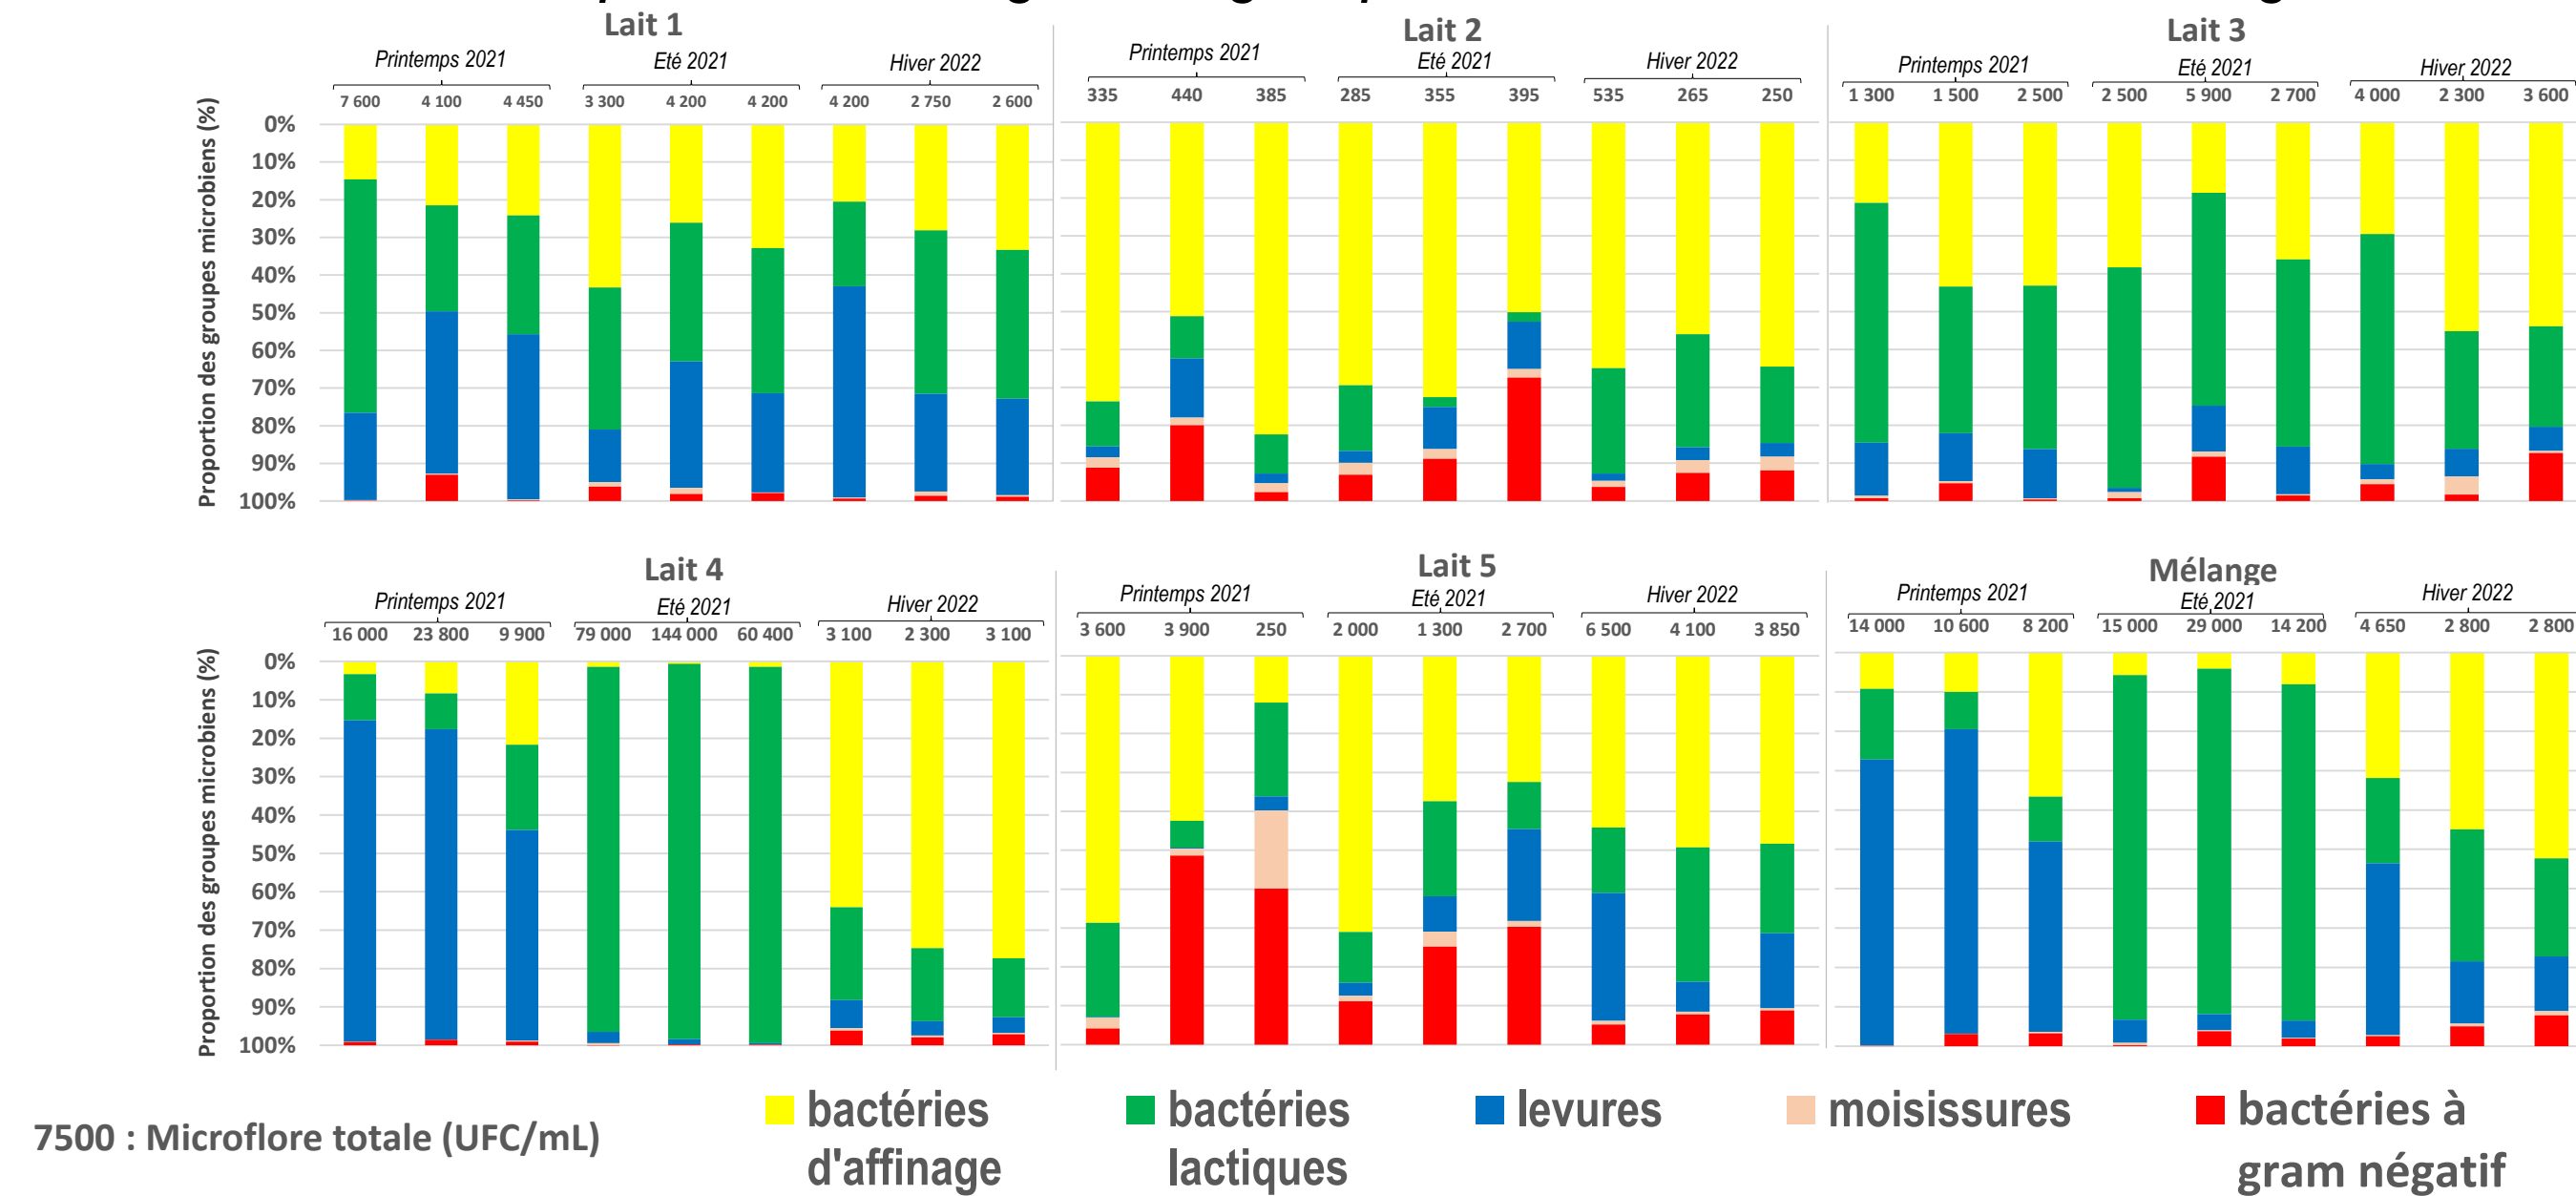 Lait 1
Printemps 2021 Eté 2021 Hiver 2022
7 600 4 100 4 450 3 300 4 200 4 200 4 200 2 750 2 600
Lait 2
Printemps 2021 Eté 2021 Hiver 2022
335 440 385 285 355 395 535 265 250
Lait 3
Printemps 2021 Eté 2021 Hiver 2022
1 300 1 500 2 500 2 500 5 900 2 700 4 000 2 300 3 600
Proportion des groupes microbiens (%)
0%
10%
20%
30%
40%
50%
60%
70%
80%
90%
100%
Lait 4
Printemps 2021 Eté 2021 Hiver 2022
16 000 23 800 9 900 79 000 144 000 60 400 3 100 2 300 3 100
Lait 5
Printemps 2021 Eté 2021 Hiver 2022
3 600 3 900 250 2 000 1 300 2 700 6 500 4 100 3 850
Mélange
Printemps 2021 Eté 2021 Hiver 2022
14 000 10 600 8 200 15 000 29 000 14 200 4 650 2 800 2 800
Proportion des groupes microbiens (%)
0%
10%
20%
30%
40%
50%
60%
70%
80%
90%
100%
7500 : Microflore totale (UFC/mL)
bactéries
d'affinage
bactéries
lactiques
levures
moisissures
bactéries à
gram négatif